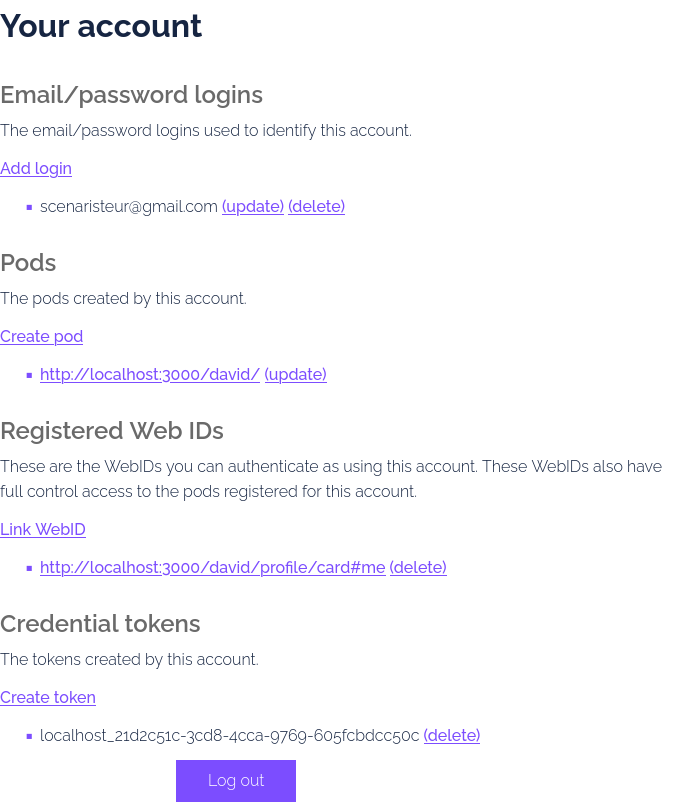 Your account
Email/password logins
The email/password logins used to identify this account.
Add login
scenaristeur@gmail.com (update) (delete)
Pods
The pods created by this account.
Create pod
http://localhost:3000/david/ (update)
Registered Web IDs
These are the WebIDs you can authenticate as using this account. These WebIDs also have
full control access to the pods registered for this account.
Link WebID
http://localhost:3000/david/profile/card#me (delete)
Credential tokens
The tokens created by this account.
Create token
localhost_21d2c51c-3cd8-4cca-9769-605fcbdcc50c (delete)
Log out